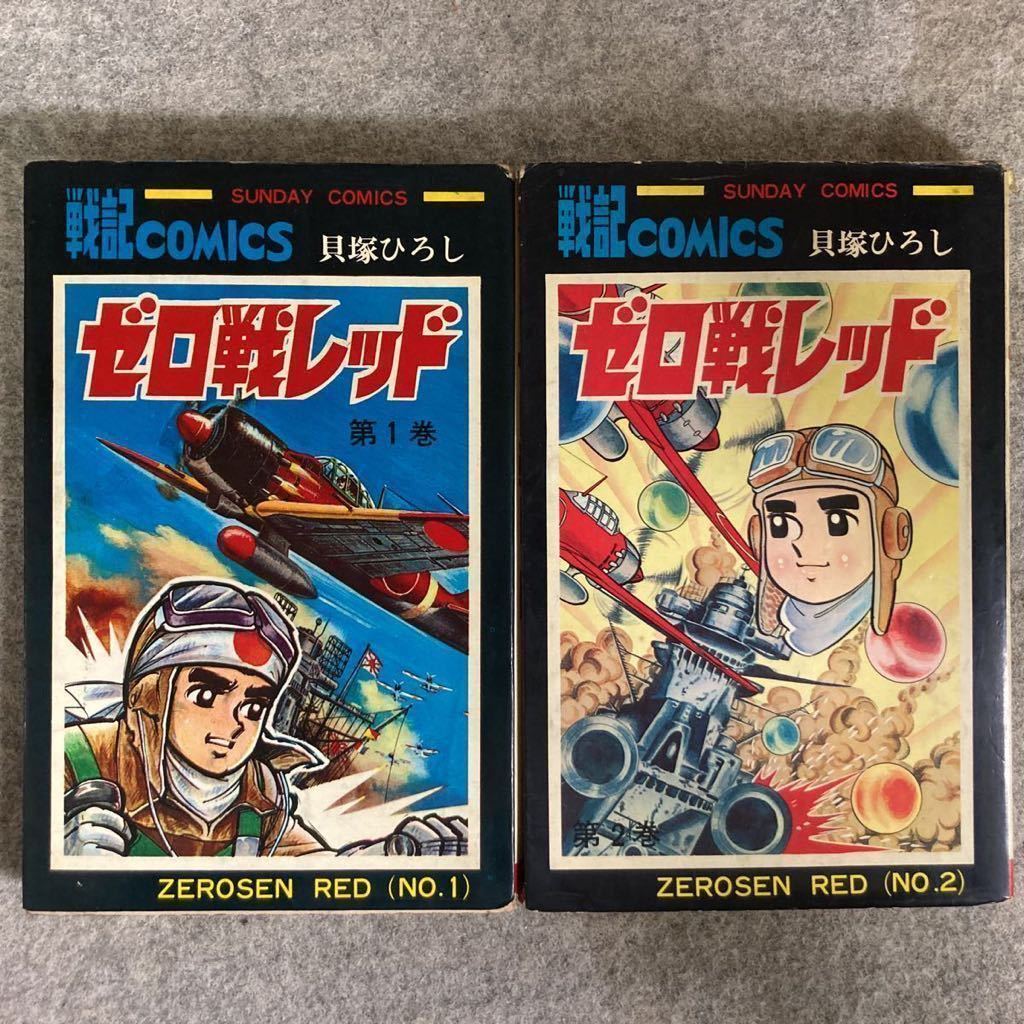 SUNDAY COMICS
戦記COMICS
貝塚ひろし
ゼロ戦レッド
第1巻
ZEROSEN RED (NO.1)
SUNDAY COMICS
戦記COMICS
貝塚ひろし
ゼロ戦レッド
第2巻
ZEROSEN RED (NO.2)